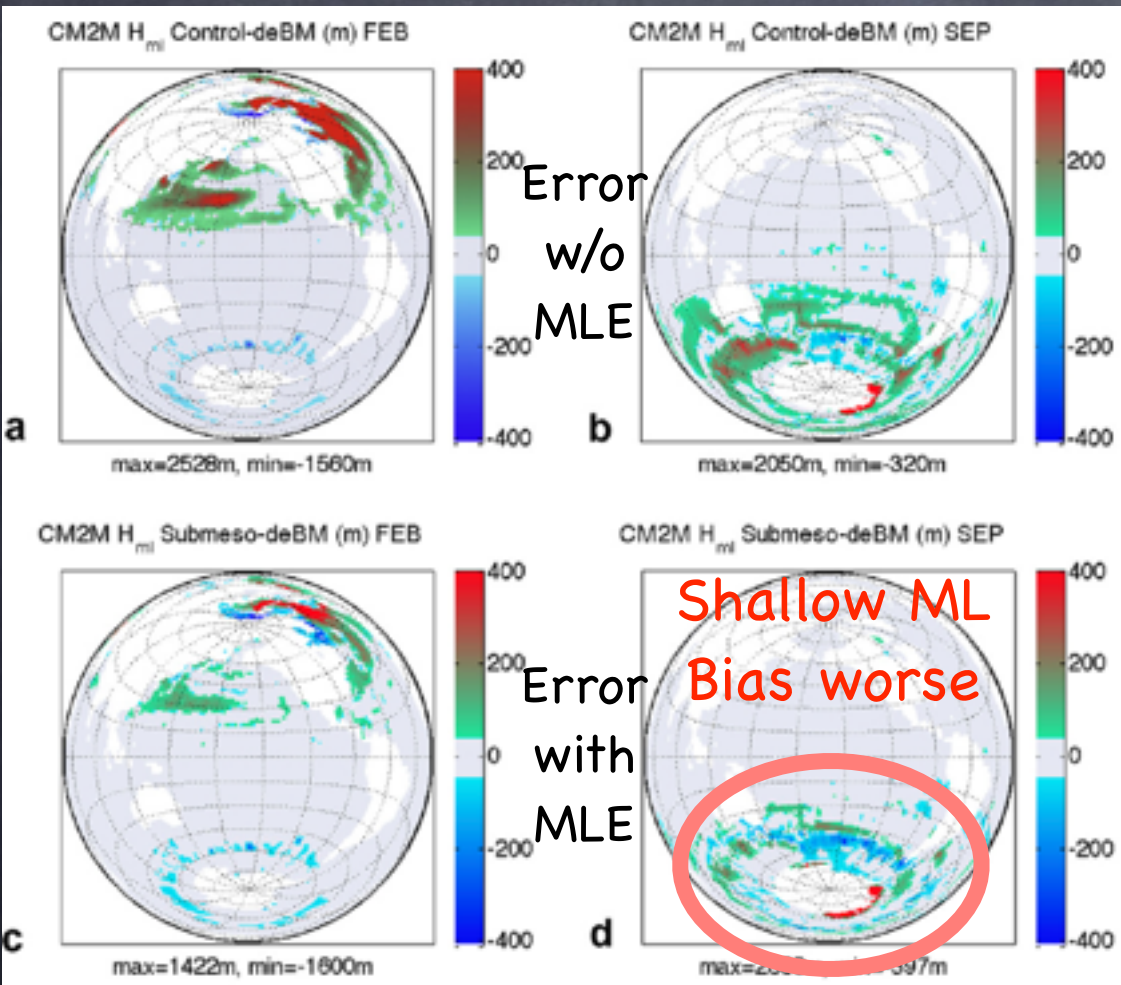 CM2M H_ml Control-deBM (m) FEB
400
200
0
-200
-400
a
max=2528m, min=-1560m
Error
w/o
MLE
CM2M H_ml Control-deBM (m) SEP
400
200
0
-200
-400
b
max=2050m, min=-320m
CM2M H_ml Submeso-deBM (m) FEB
400
200
0
-200
-400
c
max=1422m, min=-1600m
Error
with
MLE
CM2M H_ml Submeso-deBM (m) SEP
Shallow ML
Bias worse
400
200
0
-200
-400
d